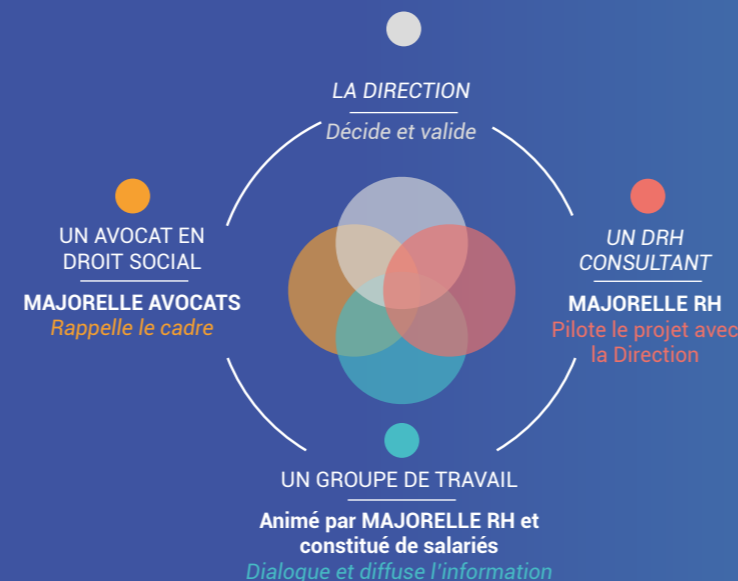 LA DIRECTION
Décide et valide
UN AVOCAT EN
DROIT SOCIAL
MAJORELLE AVOCATS
Rappelle le cadre
UN DRH
CONSULTANT
MAJORELLE RH
Pilote le projet avec
la Direction
UN GROUPE DE TRAVAIL
Animé par MAJORELLE RH et
constitué de salariés
Dialogue et diffuse l'information